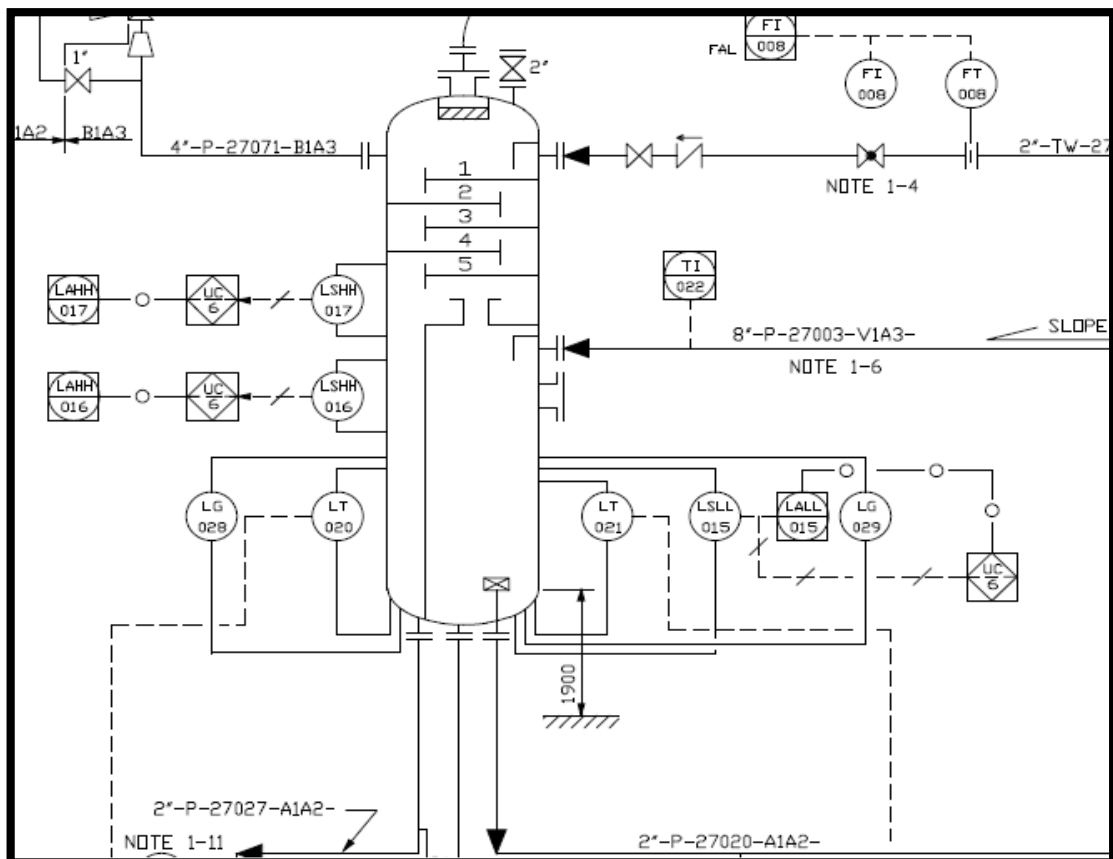 FI
008
FAL
1"
2"
FI
008
FT
008
1A2
B1A3
4"-P-27071-B1A3
2"-TW-27
NOTE 1-4
1
2
3
4
5
LAHH
017
UC
6
LSHH
017
TI
022
SLOPE
8"-P-27003-V1A3-
NOTE 1-6
LAHH
016
UC
6
LSHH
016
LG
028
LT
020
LT
021
LSLL
015
LALL
015
LG
029
UC
6
1900
2"-P-27027-A1A2-
NOTE 1-11
2"-P-27020-A1A2-